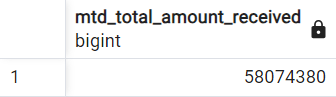 mtd_total_amount_received
bigint
1 58074380